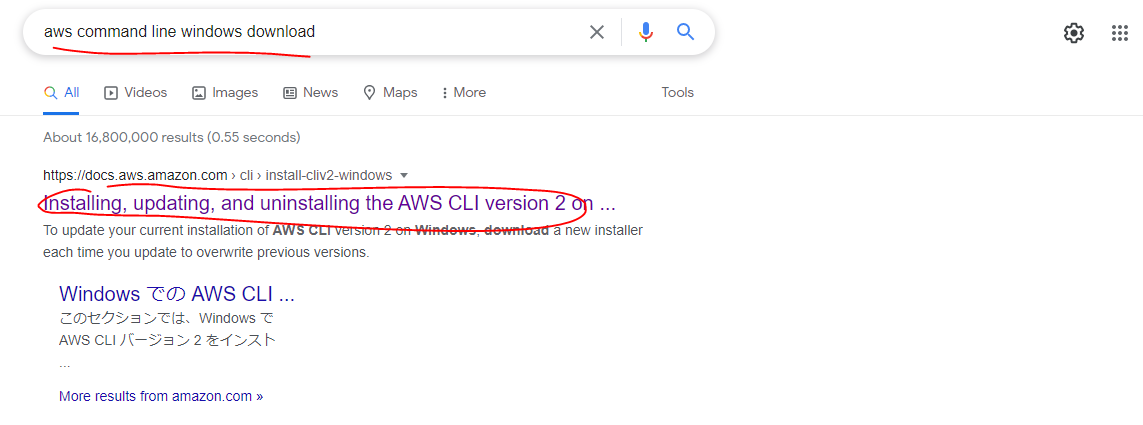 aws command line windows download
All
Videos
Images
News
Maps
More
Tools
About 16,800,000 results (0.55 seconds)
https://docs.aws.amazon.com › cli › install-cliv2-windows
Installing, updating, and uninstalling the AWS CLI version 2 on ...
To update your current installation of AWS CLI version 2 on Windows, download a new installer
each time you update to overwrite previous versions.
Windows での AWS CLI ...
このセクションでは、Windows で
AWS CLI バージョン 2 をインスト
...
More results from amazon.com »